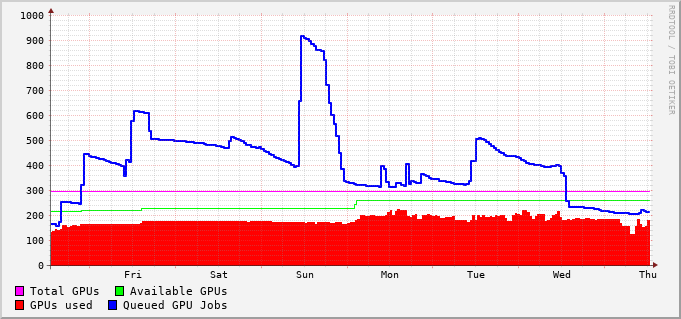 1000
900
800
700
600
500
400
300
200
100
0
Fri Sat Sun Mon Tue Wed Thu
Total GPUs Available GPUs
GPUs used Queued GPU Jobs
RRDTOOL / TOBI OETIKER